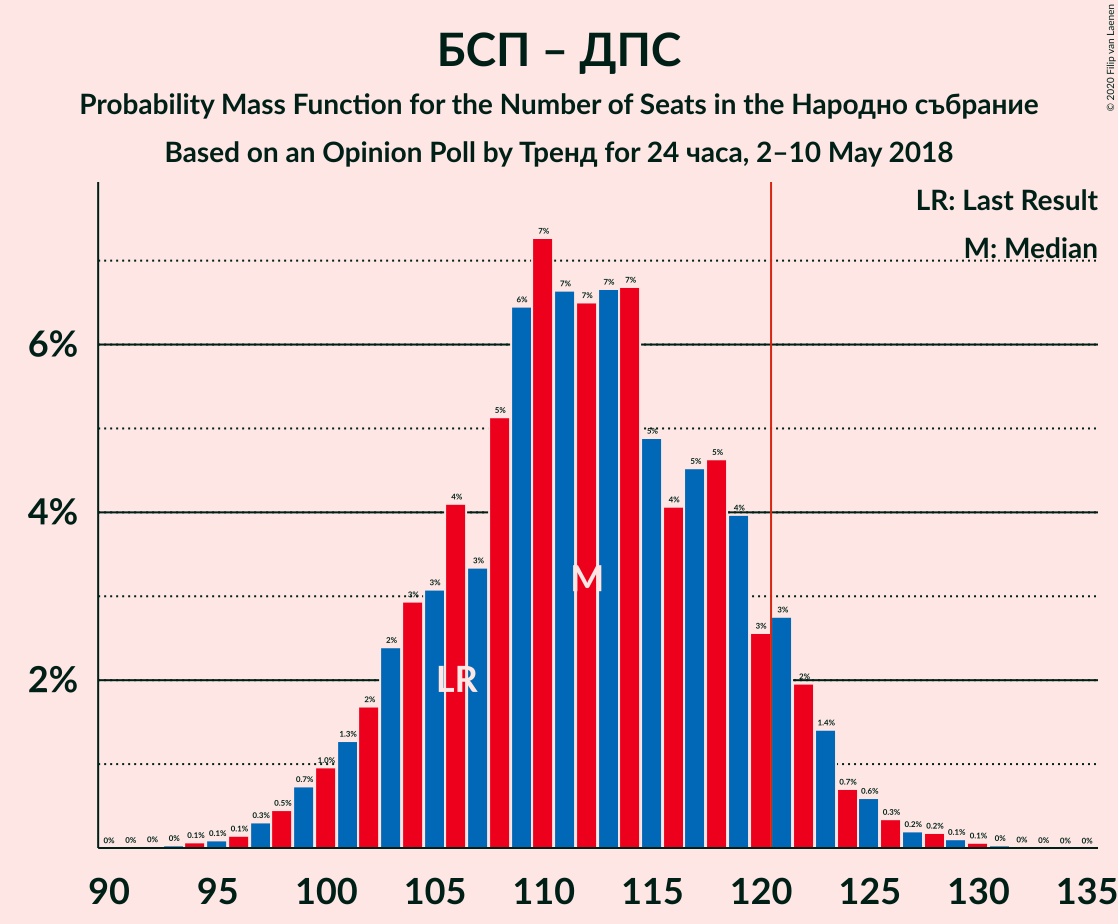 БСП – ДПС
Probability Mass Function for the Number of Seats in the Народно събрание
Based on an Opinion Poll by Тренд for 24 часа, 2–10 May 2018
© 2020 Filip van Laenen
LR: Last Result
M: Median
6%
4%
2%
0% 0% 0% 0% 0.1% 0.1% 0.1% 0.3% 0.5% 0.7% 1.0% 1.3% 2% 2% 3% 3% 4% 3% 5% 6% 7% 7% 7% 7% 7% 5% 4% 5% 5% 4% 3% 3% 2% 1.4% 0.7% 0.6% 0.3% 0.2% 0.2% 0.1% 0.1% 0% 0% 0% 0% 0%
M
LR
90 95 100 105 110 115 120 125 130 135